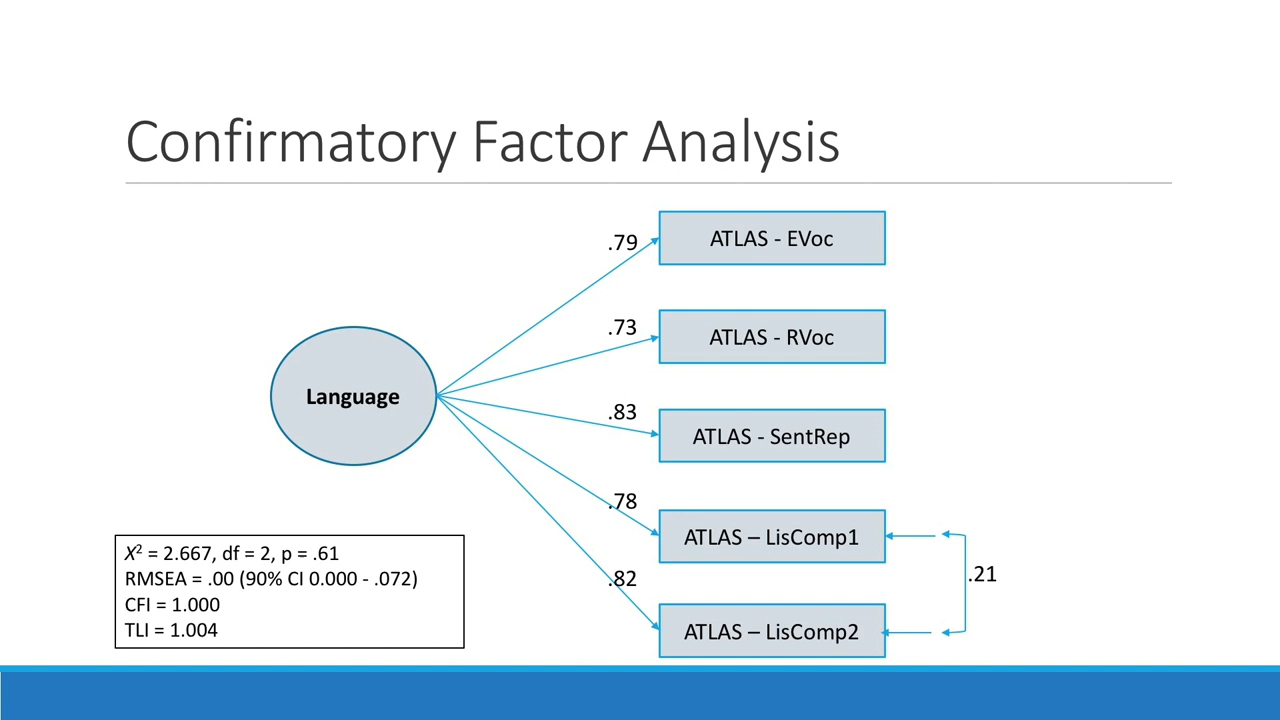 Confirmatory Factor Analysis
.79
ATLAS - EVoc
.73
ATLAS - RVoc
Language
.83
ATLAS - SentRep
.78
ATLAS – LisComp1
.82
ATLAS – LisComp2
.21
X² = 2.667, df = 2, p = .61
RMSEA = .00 (90% CI 0.000 - .072)
CFI = 1.000
TLI = 1.004